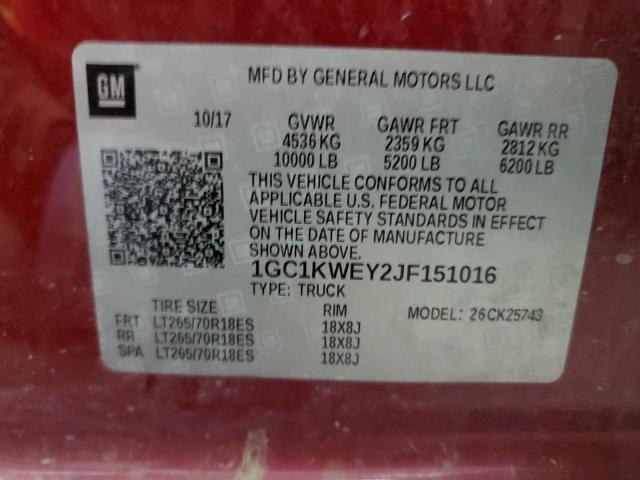 GM
MFD BY GENERAL MOTORS LLC
10/17 GVWR GAWR FRT GAWR RR
4536 KG 2359 KG 2812 KG
10000 LB 5200 LB 6200 LB
THIS VEHICLE CONFORMS TO ALL
APPLICABLE U.S. FEDERAL MOTOR
VEHICLE SAFETY STANDARDS IN EFFECT
ON THE DATE OF MANUFACTURE
SHOWN ABOVE.
1GC1KWEY2JF151016
TYPE: TRUCK
TIRE SIZE RIM MODEL: 26CK25743
FRT LT265/70R18ES 18X8J
RR LT265/70R18ES 18X8J
SPA LT265/70R18ES 18X8J